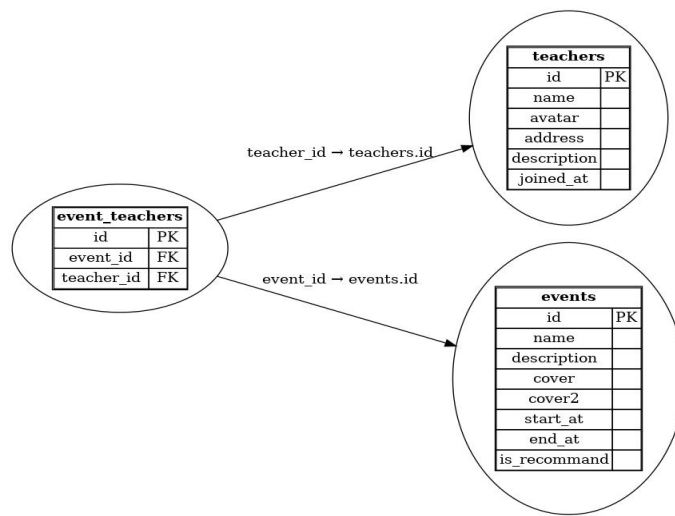 teachers
id PK
name
avatar
address
description
joined_at
teacher_id → teachers.id
event_teachers
id PK
event_id FK
teacher_id FK
event_id → events.id
events
id PK
name
description
cover
cover2
start_at
end_at
is_recommand